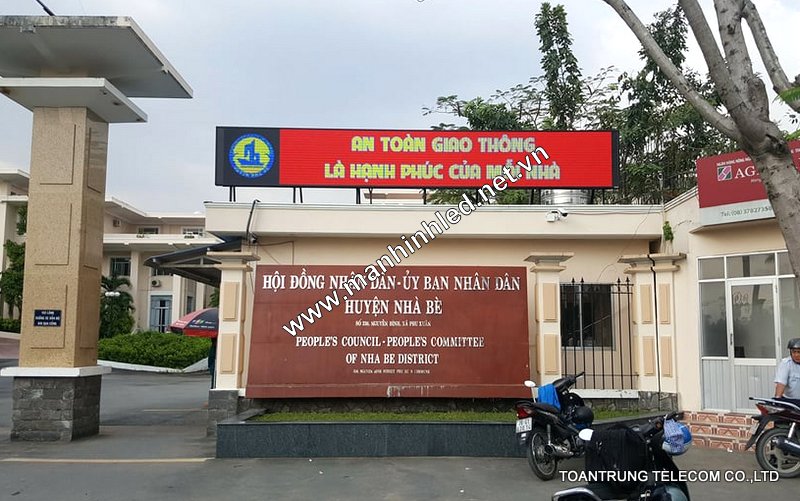 AN TOÀN GIAO THÔNG
LÀ HẠNH PHÚC CỦA MỖI NHÀ
www.manhinhled.net.vn
HỘI ĐỒNG NHÂN DÂN-ỦY BAN NHÂN DÂN
HUYỆN NHÀ BÈ
PEOPLE'S COUNCIL-PEOPLE'S COMMITTEE
OF NHA BE DISTRICT
AG
TOANTRUNG TELECOM CO.,LTD